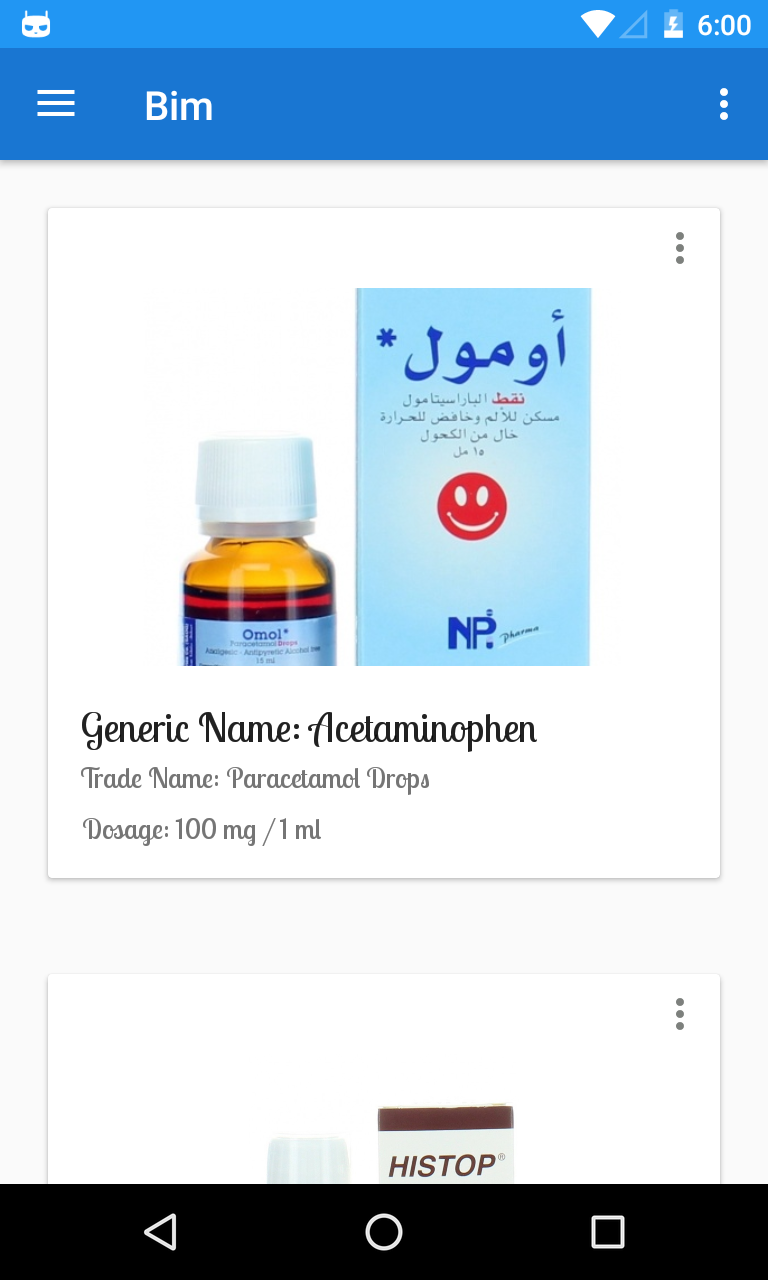 6:00
Bim
أومول*
نقط الباراسيتامول
مسكن للألم وخافض للحرارة
خال من الكحول
١٥ مل
Omol*
Paracetamol Drops
Analgesic - Antipyretic Alcohol free
15 ml
NP. Pharma
Generic Name: Acetaminophen
Trade Name: Paracetamol Drops
Dosage: 100 mg / 1 ml
HISTOP®